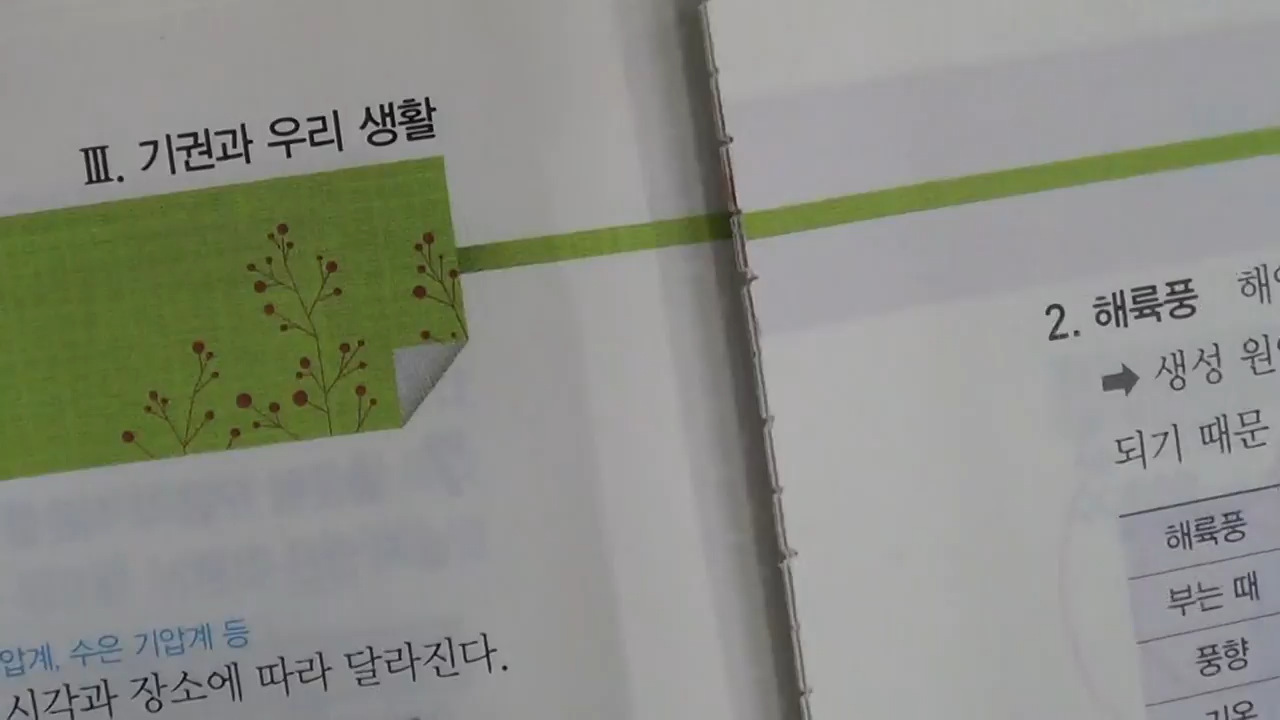 Ⅲ. 기권과 우리 생활
압계, 수은 기압계 등
시각과 장소에 따라 달라진다.
2. 해륙풍
➡ 생성
되기 때문
해륙풍
부는 때
풍향
기온